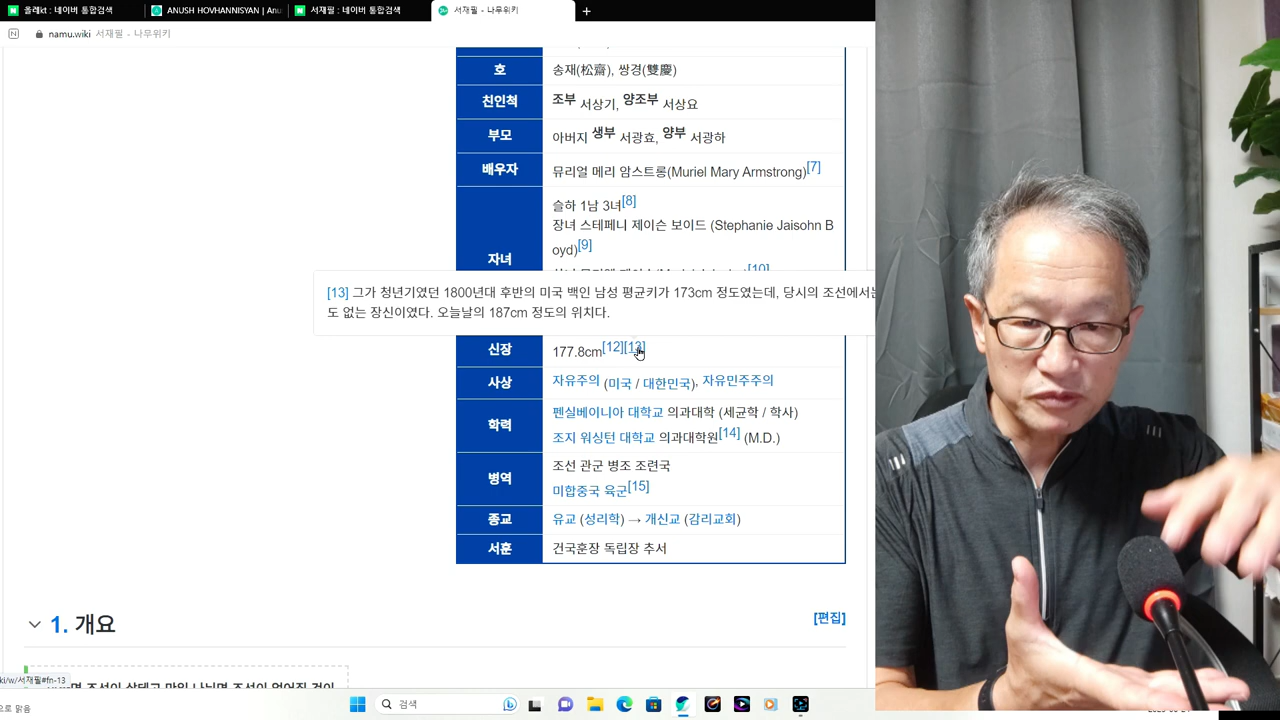 올레kt : 네이버 통합검색
ANUSH HOVHANNISYAN | Anu
서재필 : 네이버 통합검색
서재필 - 나무위키
namu.wiki 서재필 - 나무위키
호
송재(松齋), 쌍경(雙慶)
친인척
조부 서상기, 양조부 서상요
부모
아버지 생부 서광효, 양부 서광하
배우자
뮤리얼 메리 암스트롱(Muriel Mary Armstrong)[7]
자녀
슬하 1남 3녀[8]
장녀 스테페니 제이슨 보이드 (Stephanie Jaisohn B
oyd)[9]
[13] 그가 청년기였던 1800년대 후반의 미국 백인 남성 평균키가 173cm 정도였는데, 당시의 조선에서는
도 없는 장신이였다. 오늘날의 187cm 정도의 위치다.
신장
177.8cm[12][13]
사상
자유주의 (미국 / 대한민국), 자유민주주의
학력
펜실베이니아 대학교 의과대학 (세균학 / 학사)
조지 워싱턴 대학교 의과대학원[14] (M.D.)
병역
조선 관군 병조 조련국
미합중국 육군[15]
종교
유교 (성리학) → 개신교 (감리교회)
서훈
건국훈장 독립장 추서
1. 개요
[편집]
ki/w/서재필#fn-13
으로 맑음
검색